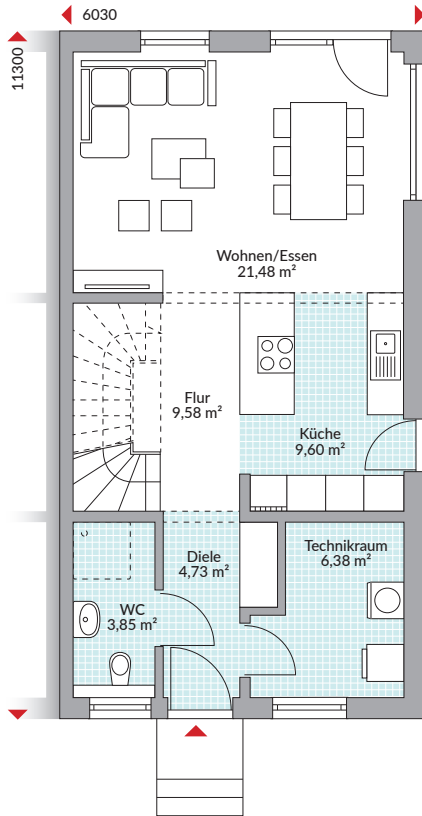 6030
11300
Wohnen/Essen
21,48 m²
Flur
9,58 m²
Küche
9,60 m²
Diele
4,73 m²
Technikraum
6,38 m²
WC
3,85 m²